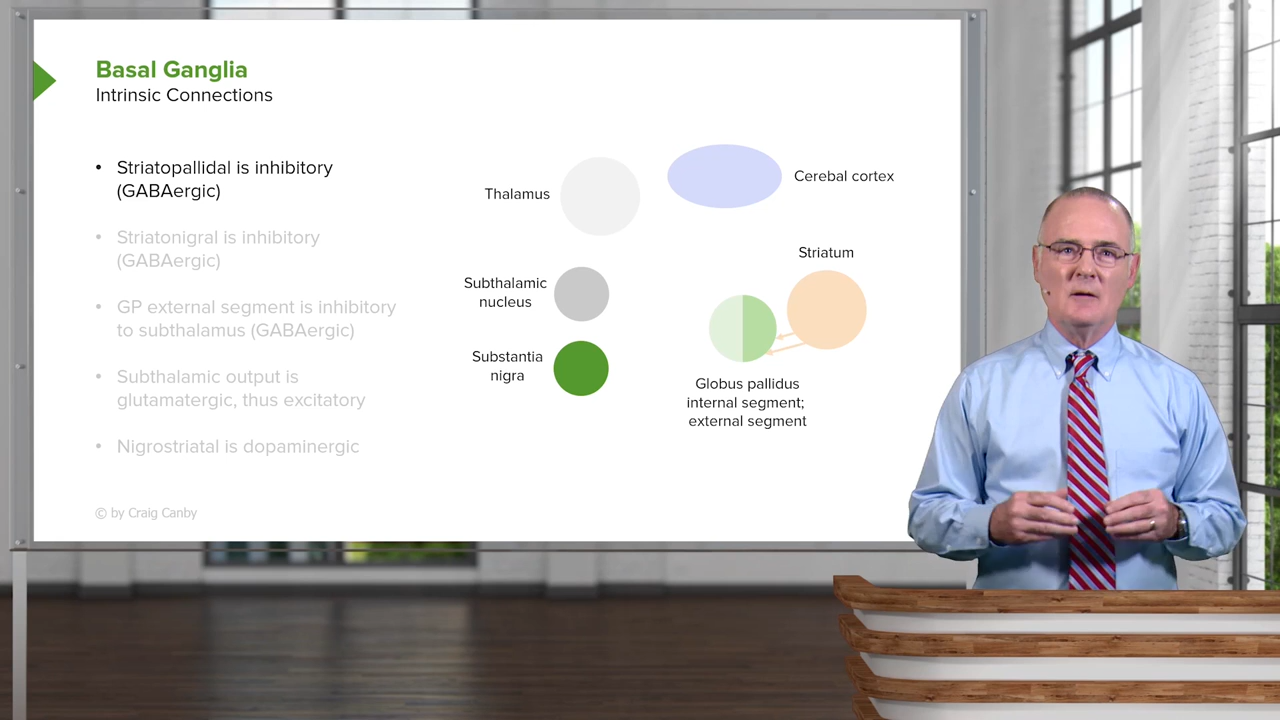 Basal Ganglia
Intrinsic Connections
• Striatopallidal is inhibitory
(GABAergic)
• Striatonigral is inhibitory
(GABAergic)
• GP external segment is inhibitory
to subthalamus (GABAergic)
• Subthalamic output is
glutamatergic, thus excitatory
• Nigrostriatal is dopaminergic
© by Craig Canby
Thalamus
Cerebal cortex
Striatum
Subthalamic
nucleus
Substantia
nigra
Globus pallidus
internal segment;
external segment